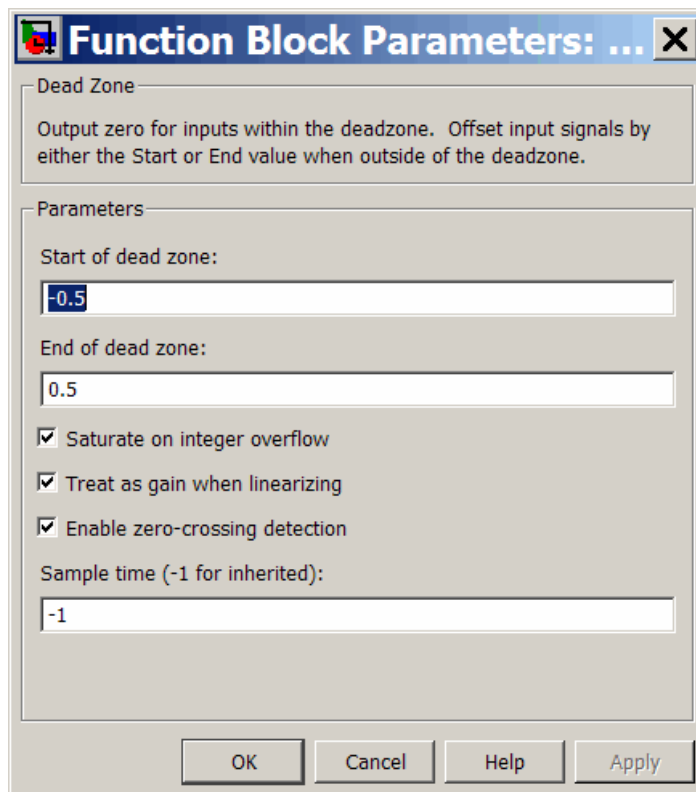 Function Block Parameters: ...
Dead Zone
Output zero for inputs within the deadzone.  Offset input signals by
either the Start or End value when outside of the deadzone.
Parameters
Start of dead zone:
-0.5
End of dead zone:
0.5
Saturate on integer overflow
Treat as gain when linearizing
Enable zero-crossing detection
Sample time (-1 for inherited):
-1
OK Cancel Help Apply